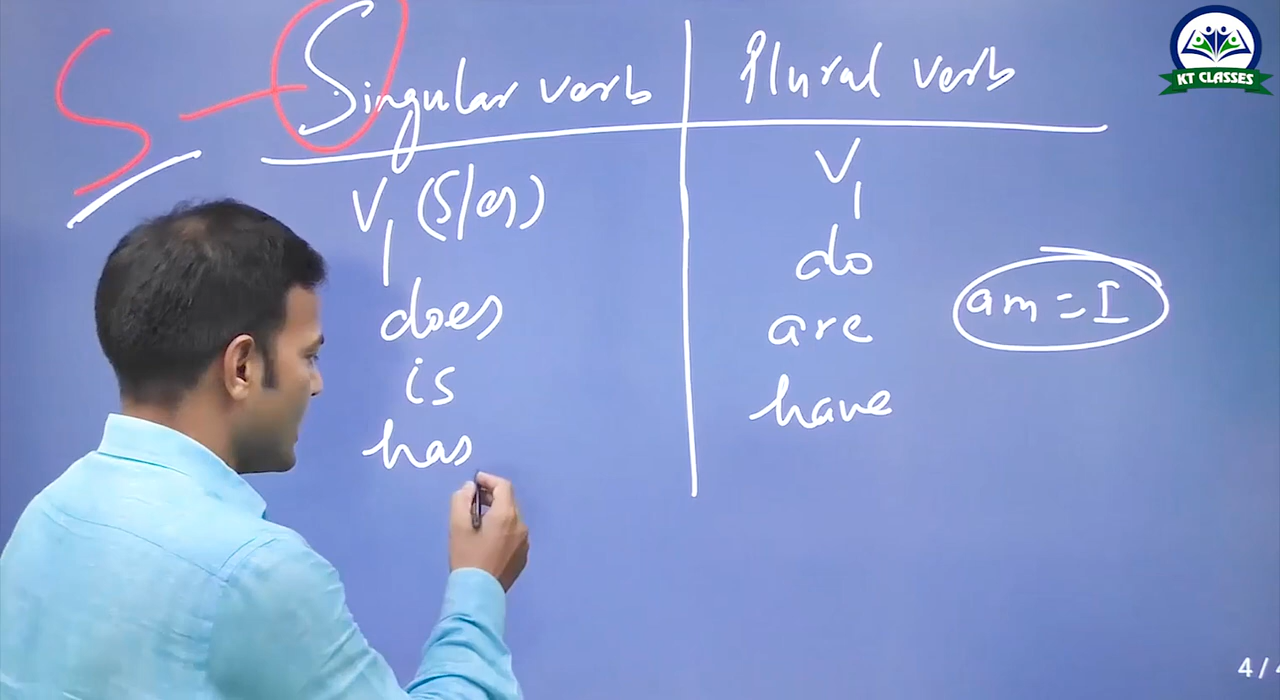 S - Singular verb Plural verb
V1 (S/es) V1
does do
is are am = I
has have
KT CLASSES
4/4